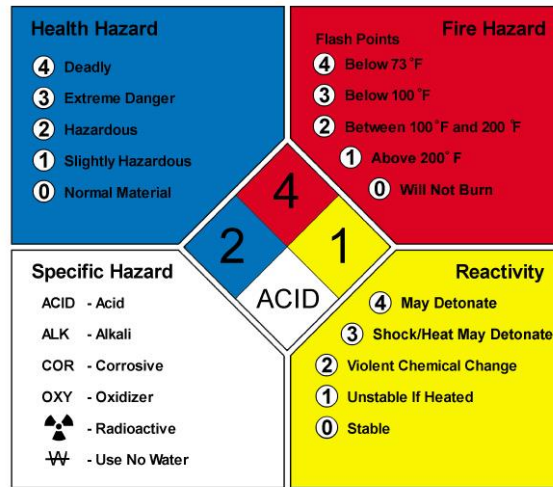 Health Hazard
4 Deadly
3 Extreme Danger
2 Hazardous
1 Slightly Hazardous
0 Normal Material
Fire Hazard
Flash Points
4 Below 73°F
3 Below 100°F
2 Between 100°F and 200°F
1 Above 200°F
0 Will Not Burn
4
2
1
ACID
Specific Hazard
ACID - Acid
ALK - Alkali
COR - Corrosive
OXY - Oxidizer
- Radioactive
W - Use No Water
Reactivity
4 May Detonate
3 Shock/Heat May Detonate
2 Violent Chemical Change
1 Unstable If Heated
0 Stable